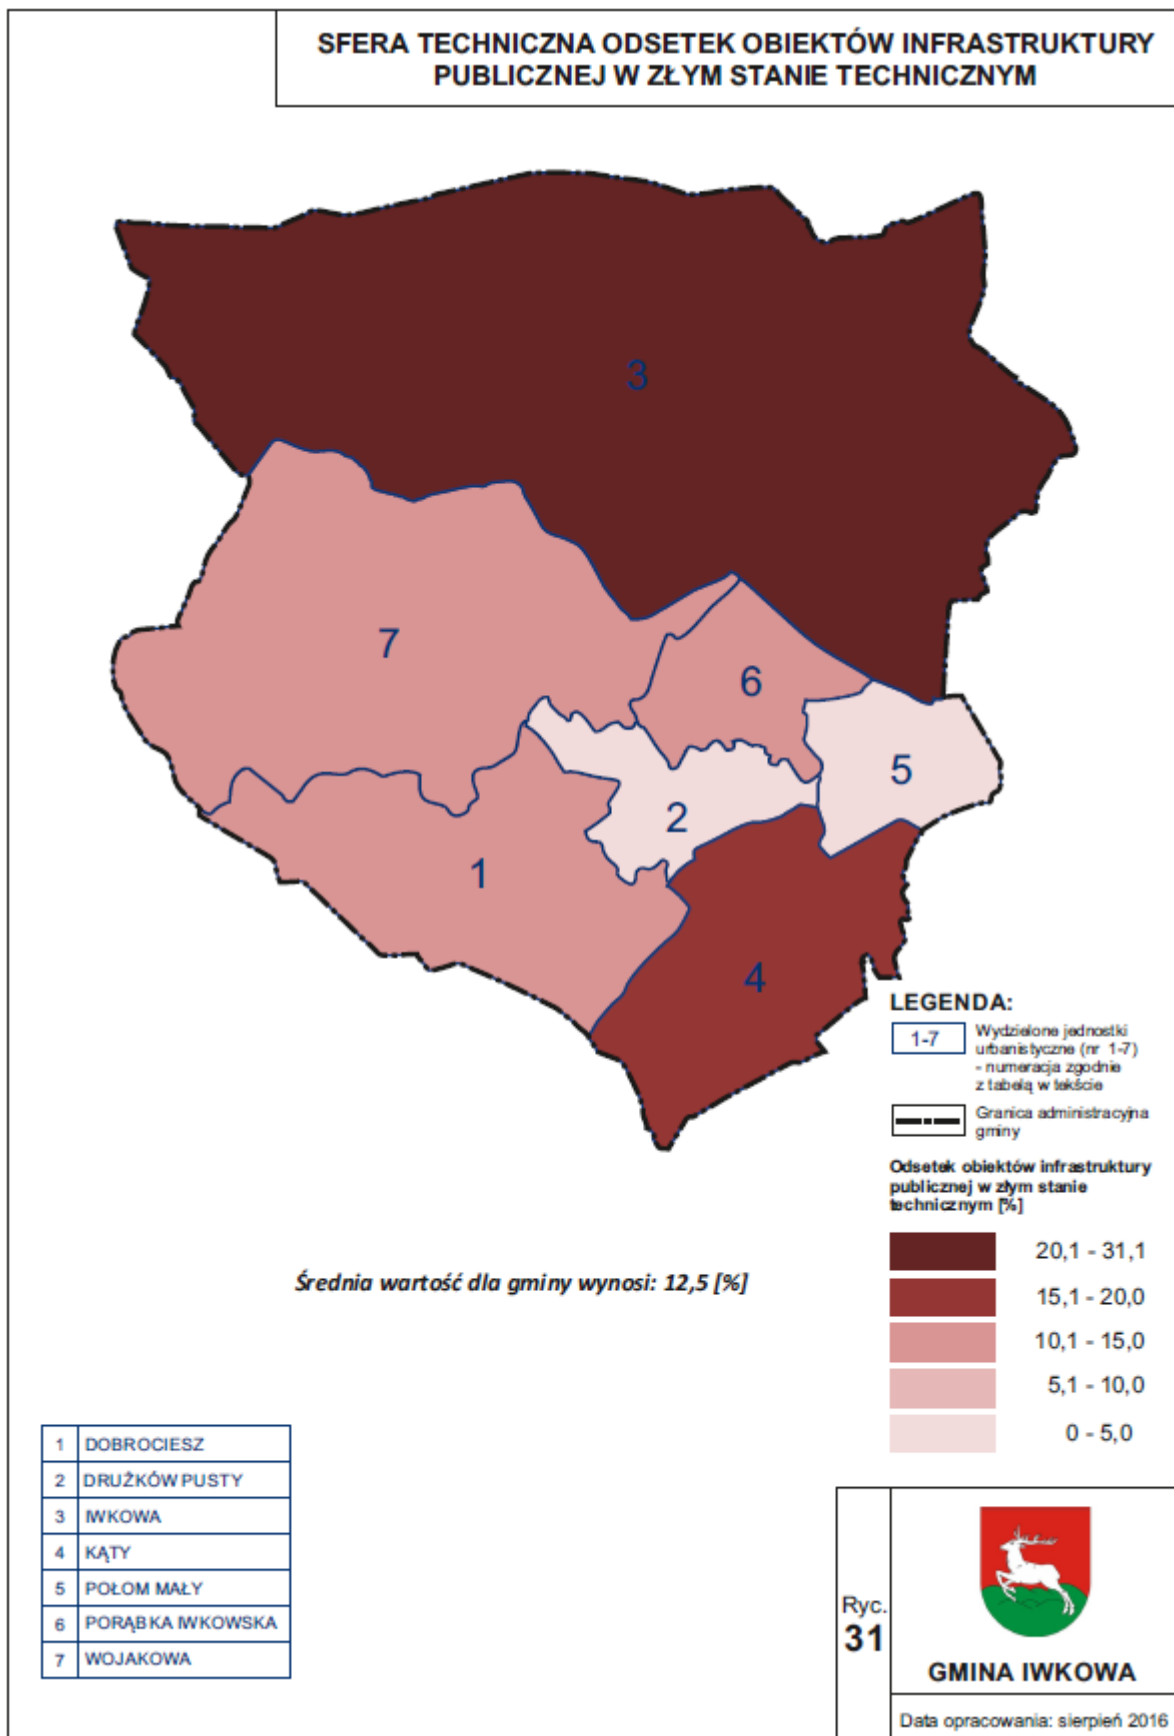 SFERA TECHNICZNA ODSETEK OBIEKTÓW INFRASTRUKTURY
PUBLICZNEJ W ZŁYM STANIE TECHNICZNYM
3
7
6
5
2
1
4
LEGENDA:
1-7
Wydzielone jednostki
urbanistyczne (nr 1-7)
- numeracja zgodnie
z tabelą w tekście
Granica administracyjna
gminy
Odsetek obiektów infrastruktury
publicznej w złym stanie
technicznym [%]
20,1 - 31,1
15,1 - 20,0
10,1 - 15,0
5,1 - 10,0
0 - 5,0
Średnia wartość dla gminy wynosi: 12,5 [%]
1 DOBROCIESZ
2 DRUŻKÓW PUSTY
3 IWKOWA
4 KĄTY
5 POŁOM MAŁY
6 PORĄBKA IWKOWSKA
7 WOJAKOWA
Ryc.
31
GMINA IWKOWA
Data opracowania: sierpień 2016